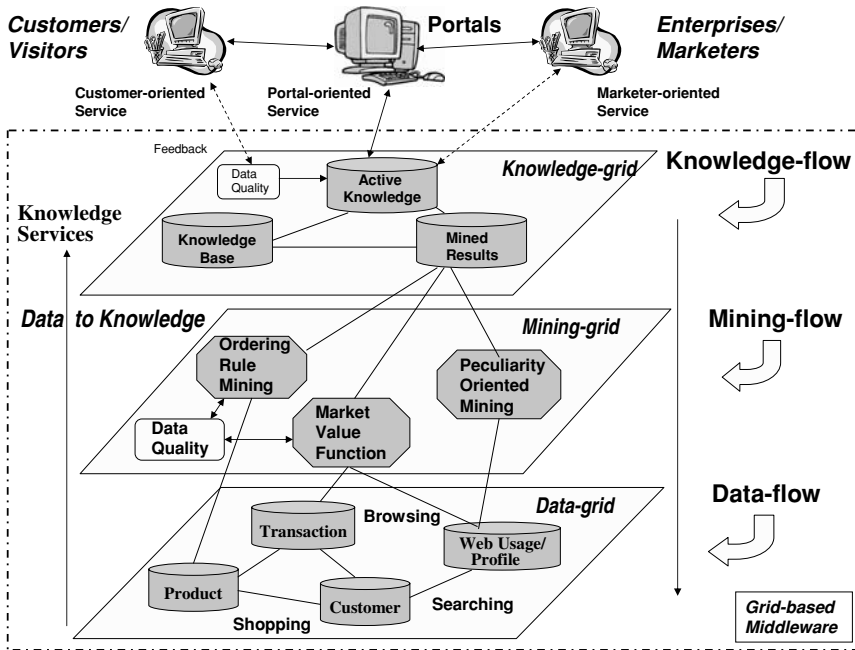 Customers/
Visitors
Portals
Enterprises/
Marketers
Customer-oriented
Service
Portal-oriented
Service
Marketer-oriented
Service
Feedback
Data
Quality
Active
Knowledge
Knowledge-grid
Knowledge-flow
Knowledge
Services
Knowledge
Base
Mined
Results
Data to Knowledge
Ordering
Rule
Mining
Mining-grid
Mining-flow
Peculiarity
Oriented
Mining
Data
Quality
Market
Value
Function
Data-grid
Data-flow
Transaction
Browsing
Web Usage/
Profile
Product
Customer
Searching
Shopping
Grid-based
Middleware